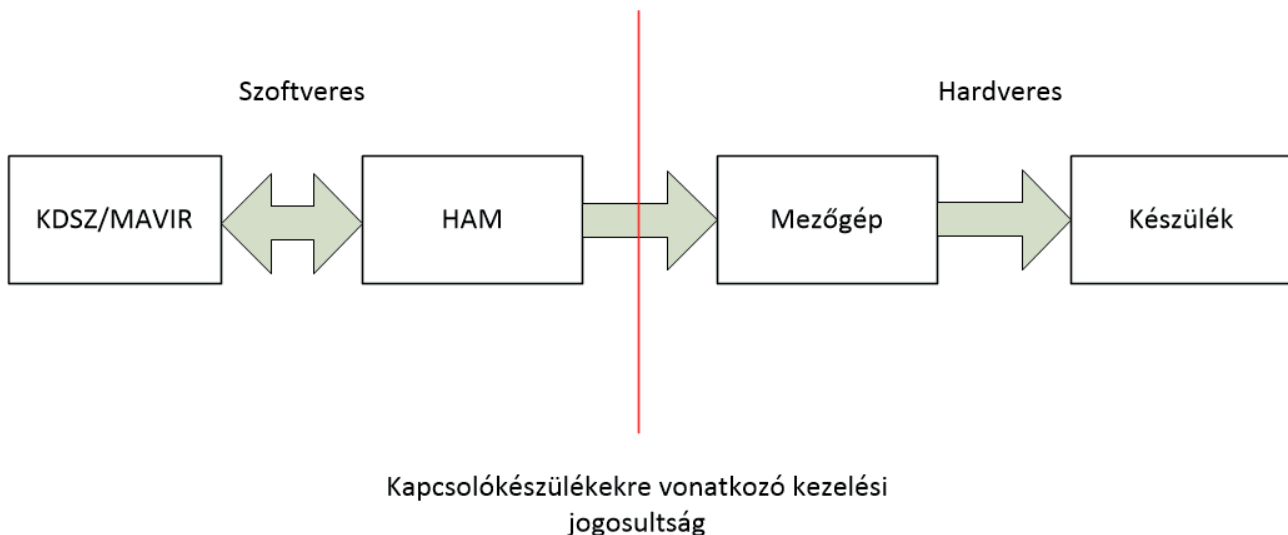 Szoftveres
Hardveres
KDSZ/MAVIR
HAM
Mezőgép
Készülék
Kapcsolókészülékekre vonatkozó kezelési
jogosultság